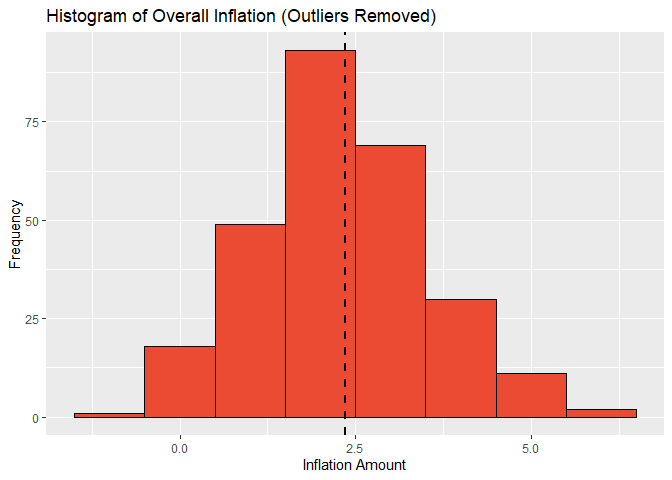 Histogram of Overall Inflation (Outliers Removed)
Frequency
75
50
25
0
0.0 2.5 5.0
Inflation Amount